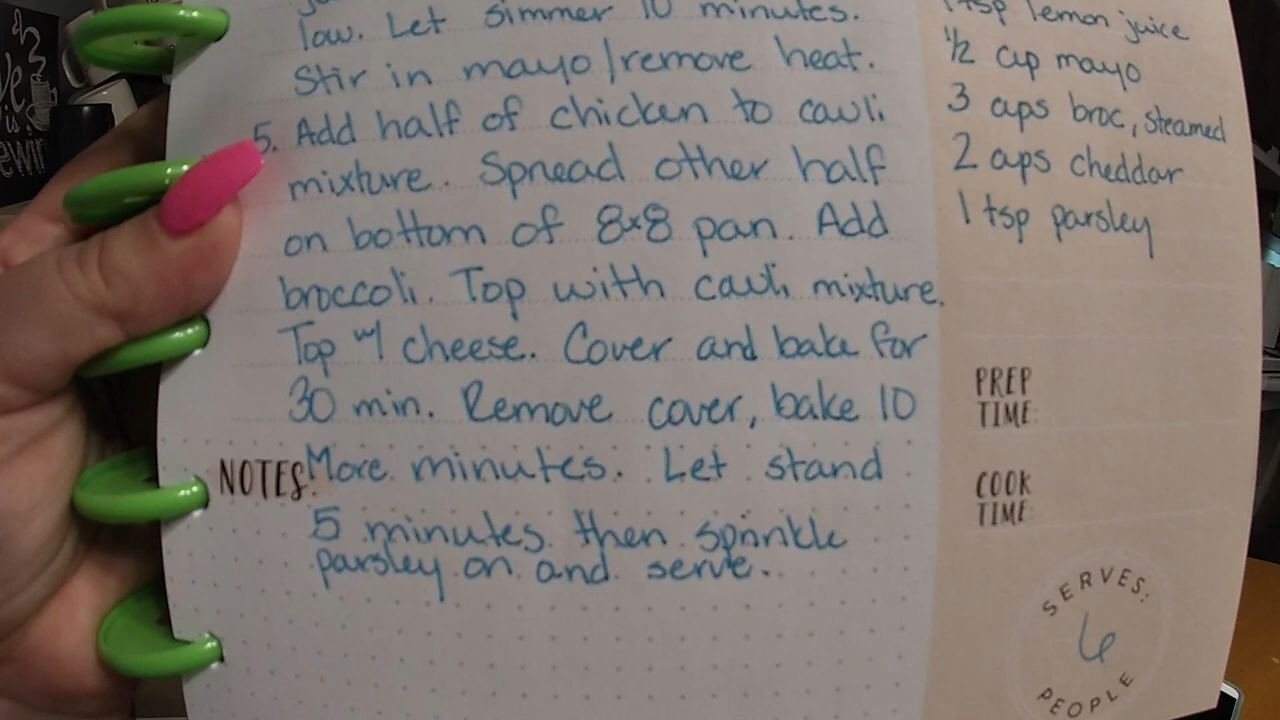 low. Let simmer 10 minutes.
Stir in mayo/remove heat.
5. Add half of chicken to cauli
mixture. Spread other half
on bottom of 8x8 pan. Add
broccoli. Top with cauli mixture.
Top w/ cheese. Cover and bake for
30 min. Remove cover, bake 10
NOTES: More minutes. Let stand
5 minutes then sprinkle
parsley on and serve.
1 tsp lemon juice
1/2 cup mayo
3 cups broc, steamed
2 cups cheddar
1 tsp parsley
PREP
TIME:
COOK
TIME:
SERVES:
6
PEOPLE
is